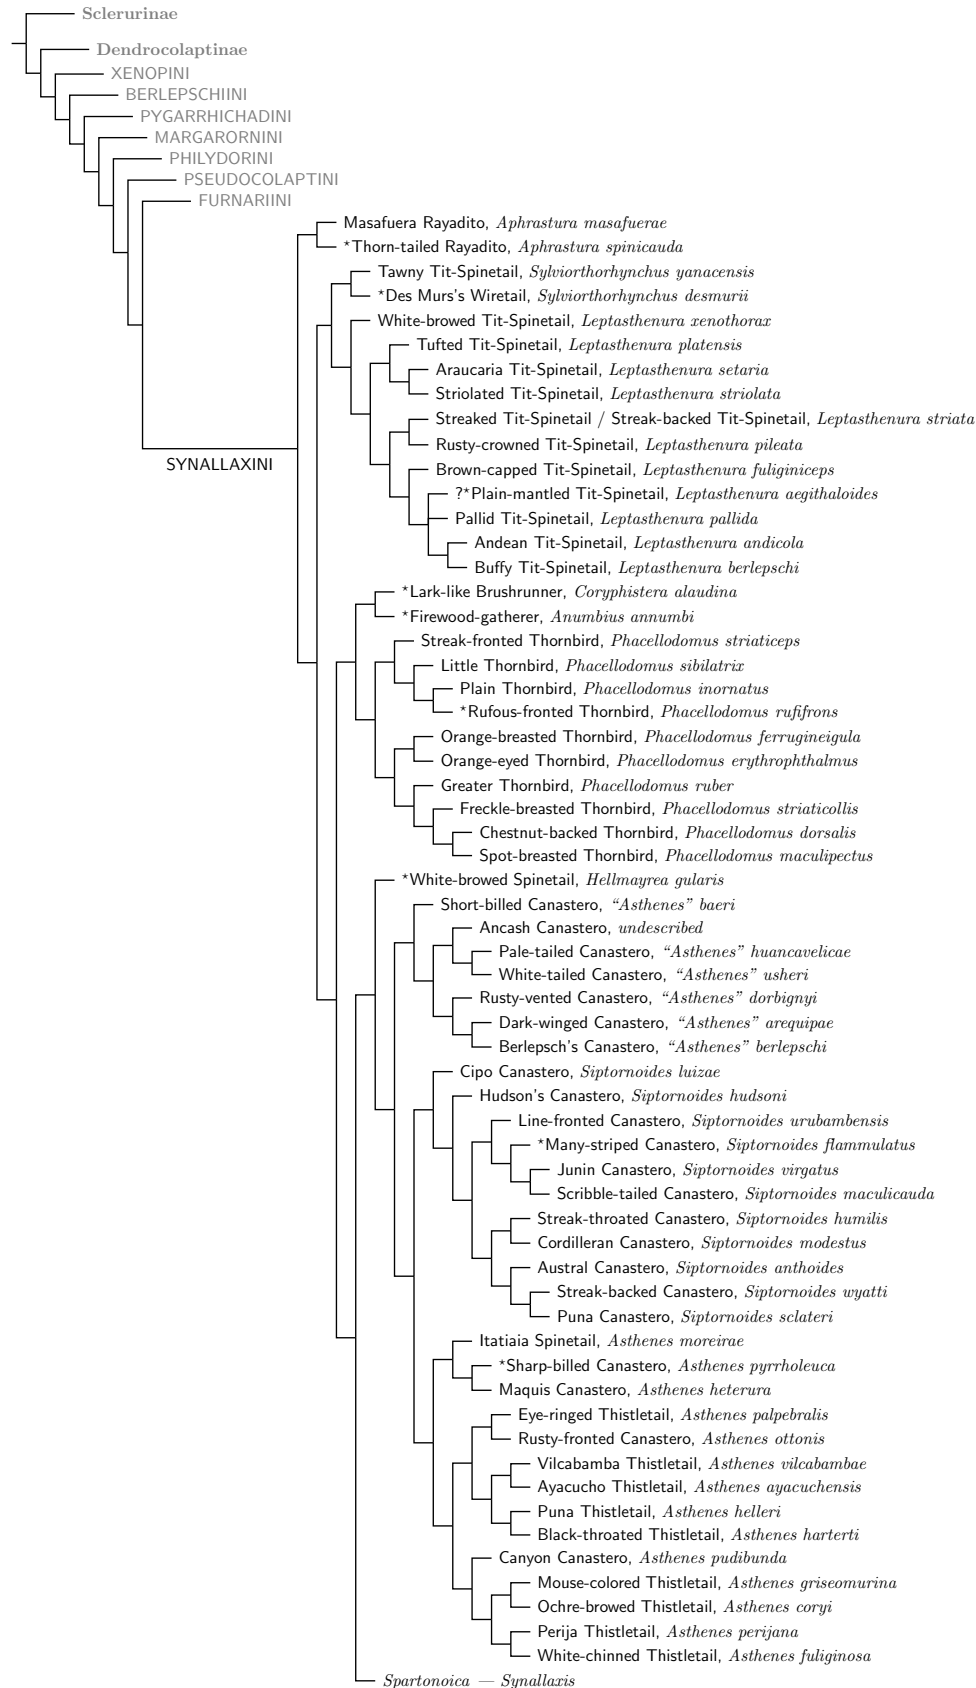 Sclerurinae
Dendrocolaptinae
XENOPINI
BERLEPSCHIINI
PYGARRHICHADINI
MARGARORNINI
PHILYDORINI
PSEUDOCOLAPTINI
FURNARIINI
Masafuera Rayadito, Aphrastura masafuerae
*Thorn-tailed Rayadito, Aphrastura spinicauda
Tawny Tit-Spinetail, Sylviorthorhynchus yanacensis
*Des Murs's Wiretail, Sylviorthorhynchus desmurii
White-browed Tit-Spinetail, Leptasthenura xenothorax
Tufted Tit-Spinetail, Leptasthenura platensis
Araucaria Tit-Spinetail, Leptasthenura setaria
Striolated Tit-Spinetail, Leptasthenura striolata
Streaked Tit-Spinetail / Streak-backed Tit-Spinetail, Leptasthenura striata
Rusty-crowned Tit-Spinetail, Leptasthenura pileata
SYNALLAXINI
Brown-capped Tit-Spinetail, Leptasthenura fuliginiceps
?*Plain-mantled Tit-Spinetail, Leptasthenura aegithaloides
Pallid Tit-Spinetail, Leptasthenura pallida
Andean Tit-Spinetail, Leptasthenura andicola
Buffy Tit-Spinetail, Leptasthenura berlepschi
*Lark-like Brushrunner, Coryphistera alaudina
*Firewood-gatherer, Anumbius annumbi
Streak-fronted Thornbird, Phacellodomus striaticeps
Little Thornbird, Phacellodomus sibilatrix
Plain Thornbird, Phacellodomus inornatus
*Rufous-fronted Thornbird, Phacellodomus rufifrons
Orange-breasted Thornbird, Phacellodomus ferrugineigula
Orange-eyed Thornbird, Phacellodomus erythrophthalmus
Greater Thornbird, Phacellodomus ruber
Freckle-breasted Thornbird, Phacellodomus striaticollis
Chestnut-backed Thornbird, Phacellodomus dorsalis
Spot-breasted Thornbird, Phacellodomus maculipectus
*White-browed Spinetail, Hellmayrea gularis
Short-billed Canastero, “Asthenes” baeri
Ancash Canastero, undescribed
Pale-tailed Canastero, “Asthenes” huancavelicae
White-tailed Canastero, “Asthenes” usheri
Rusty-vented Canastero, “Asthenes” dorbignyi
Dark-winged Canastero, “Asthenes” arequipae
Berlepsch's Canastero, “Asthenes” berlepschi
Cipo Canastero, Siptornoides luizae
Hudson's Canastero, Siptornoides hudsoni
Line-fronted Canastero, Siptornoides urubambensis
*Many-striped Canastero, Siptornoides flammulatus
Junin Canastero, Siptornoides virgatus
Scribble-tailed Canastero, Siptornoides maculicauda
Streak-throated Canastero, Siptornoides humilis
Cordilleran Canastero, Siptornoides modestus
Austral Canastero, Siptornoides anthoides
Streak-backed Canastero, Siptornoides wyatti
Puna Canastero, Siptornoides sclateri
Itatiaia Spinetail, Asthenes moreirae
*Sharp-billed Canastero, Asthenes pyrrholeuca
Maquis Canastero, Asthenes heterura
Eye-ringed Thistletail, Asthenes palpebralis
Rusty-fronted Canastero, Asthenes ottonis
Vilcabamba Thistletail, Asthenes vilcabambae
Ayacucho Thistletail, Asthenes ayacuchensis
Puna Thistletail, Asthenes helleri
Black-throated Thistletail, Asthenes harterti
Canyon Canastero, Asthenes pudibunda
Mouse-colored Thistletail, Asthenes griseomurina
Ochre-browed Thistletail, Asthenes coryi
Perija Thistletail, Asthenes perijana
White-chinned Thistletail, Asthenes fuliginosa
Spartonoica — Synallaxis